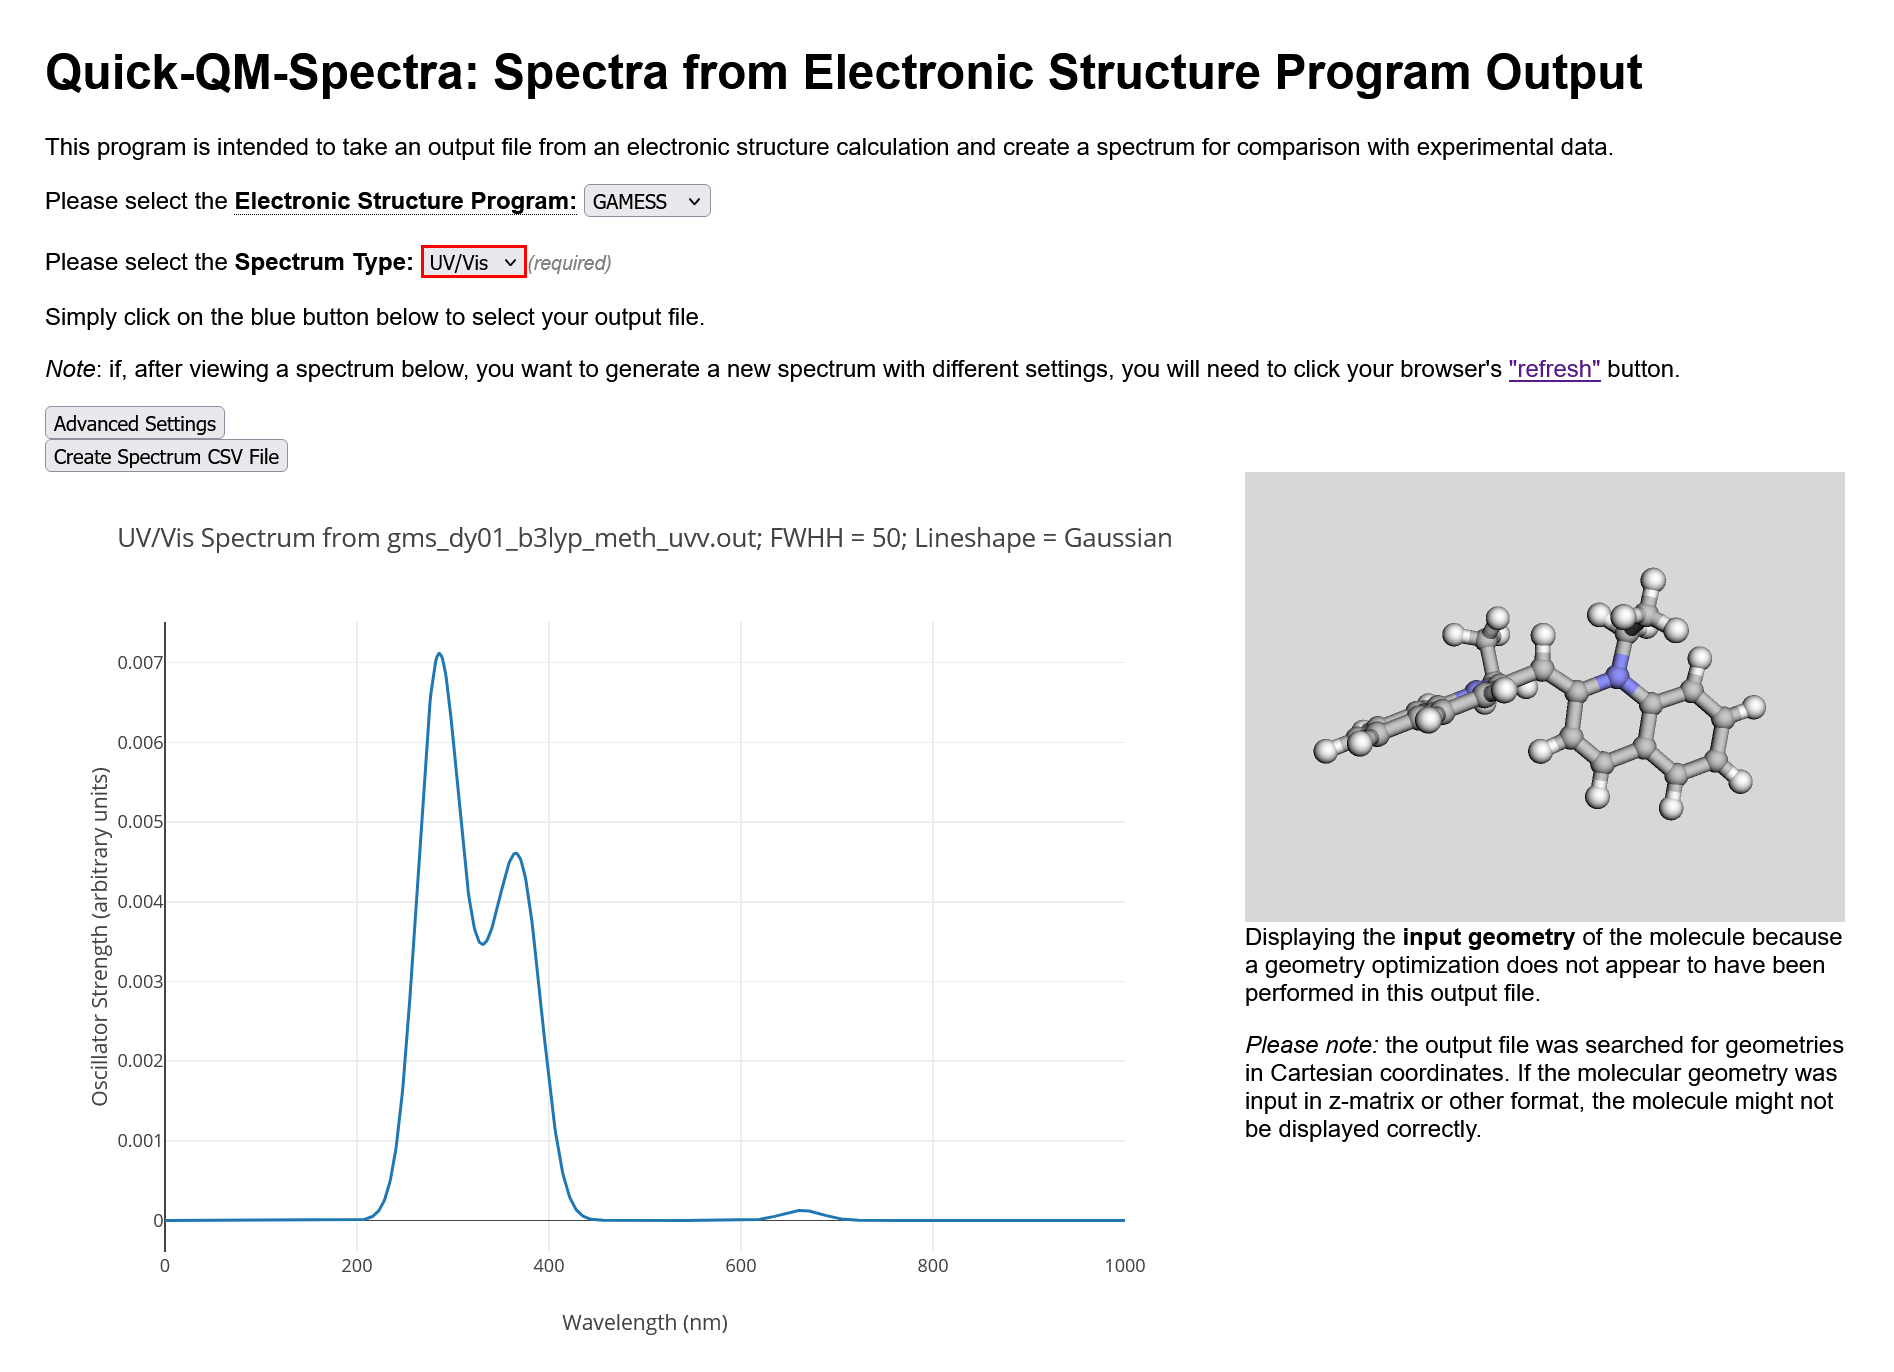 Quick-QM-Spectra: Spectra from Electronic Structure Program Output
This program is intended to take an output file from an electronic structure calculation and create a spectrum for comparison with experimental data.
Please select the Electronic Structure Program: GAMESS
Please select the Spectrum Type: UV/Vis (required)
Simply click on the blue button below to select your output file.
Note: if, after viewing a spectrum below, you want to generate a new spectrum with different settings, you will need to click your browser's "refresh" button.
Advanced Settings
Create Spectrum CSV File
UV/Vis Spectrum from gms_dy01_b3lyp_meth_uvv.out; FWHH = 50; Lineshape = Gaussian
Oscillator Strength (arbitrary units)
0.007
0.006
0.005
0.004
0.003
0.002
0.001
0
0 200 400 600 800 1000
Wavelength (nm)
Displaying the input geometry of the molecule because
a geometry optimization does not appear to have been
performed in this output file.
Please note: the output file was searched for geometries
in Cartesian coordinates. If the molecular geometry was
input in z-matrix or other format, the molecule might not
be displayed correctly.